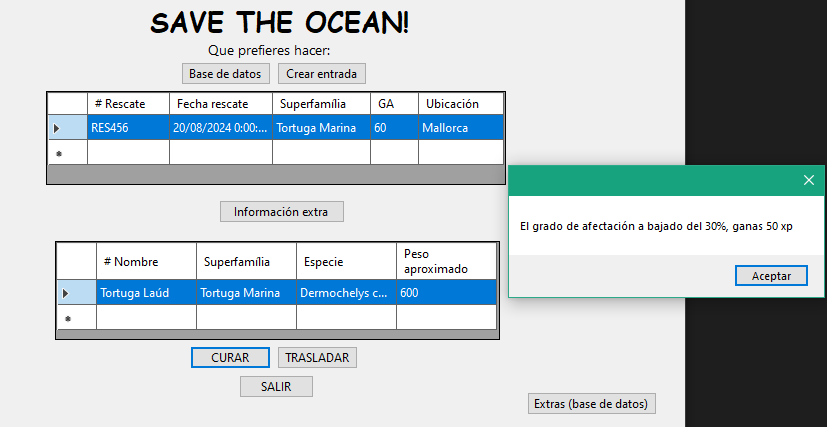 SAVE THE OCEAN!
Que prefieres hacer:
Base de datos Crear entrada
# Rescate Fecha rescate Superfamília GA Ubicación
RES456 20/08/2024 0:00:... Tortuga Marina 60 Mallorca
Información extra
# Nombre Superfamília Especie Peso
aproximado
Tortuga Laúd Tortuga Marina Dermochelys c... 600
CURAR TRASLADAR
SALIR
Extras (base de datos)
El grado de afectación a bajado del 30%, ganas 50 xp
Aceptar